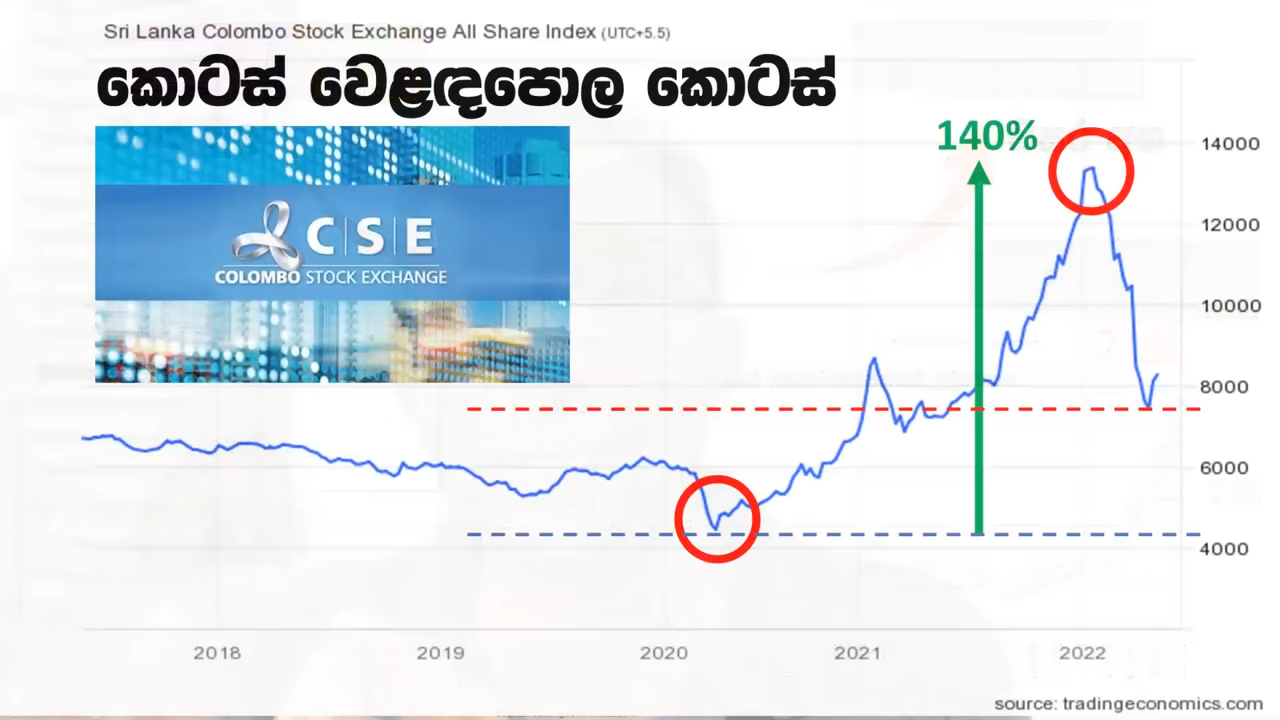 Sri Lanka Colombo Stock Exchange All Share Index (UTC+5.5)
කොටස් වෙළඳපොල කොටස්
140%
C|S|E
COLOMBO STOCK EXCHANGE
14000
12000
10000
8000
6000
4000
2018 2019 2020 2021 2022
source: tradingeconomics.com